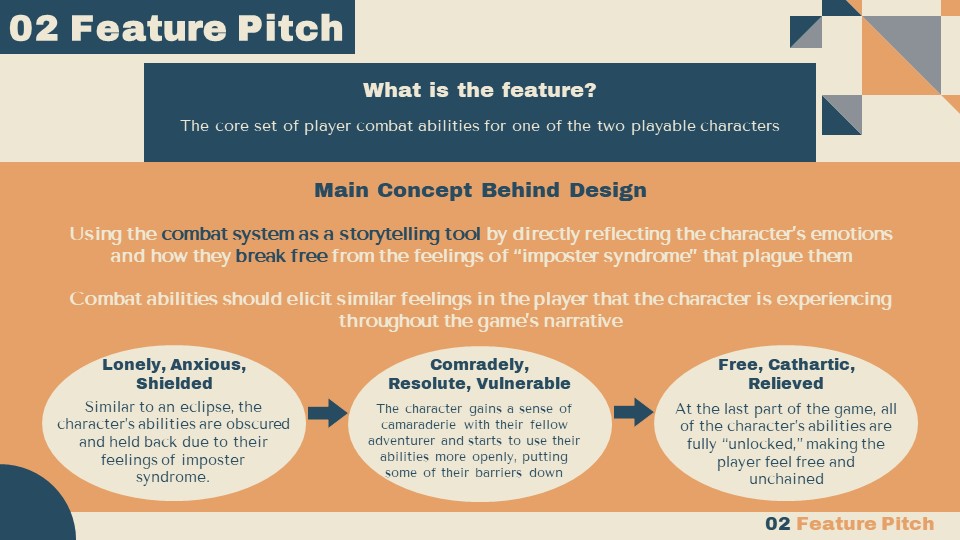 02 Feature Pitch
What is the feature?
The core set of player combat abilities for one of the two playable characters
Main Concept Behind Design
Using the combat system as a storytelling tool by directly reflecting the character's emotions
and how they break free from the feelings of “imposter syndrome” that plague them
Combat abilities should elicit similar feelings in the player that the character is experiencing
throughout the game's narrative
Lonely, Anxious,
Shielded
Similar to an eclipse, the
character's abilities are obscured
and held back due to their
feelings of imposter
syndrome.
Comradely,
Resolute, Vulnerable
The character gains a sense of
camaraderie with their fellow
adventurer and starts to use their
abilities more openly, putting
some of their barriers down
Free, Cathartic,
Relieved
At the last part of the game, all
of the character's abilities are
fully “unlocked,” making the
player feel free and
unchained
02 Feature Pitch